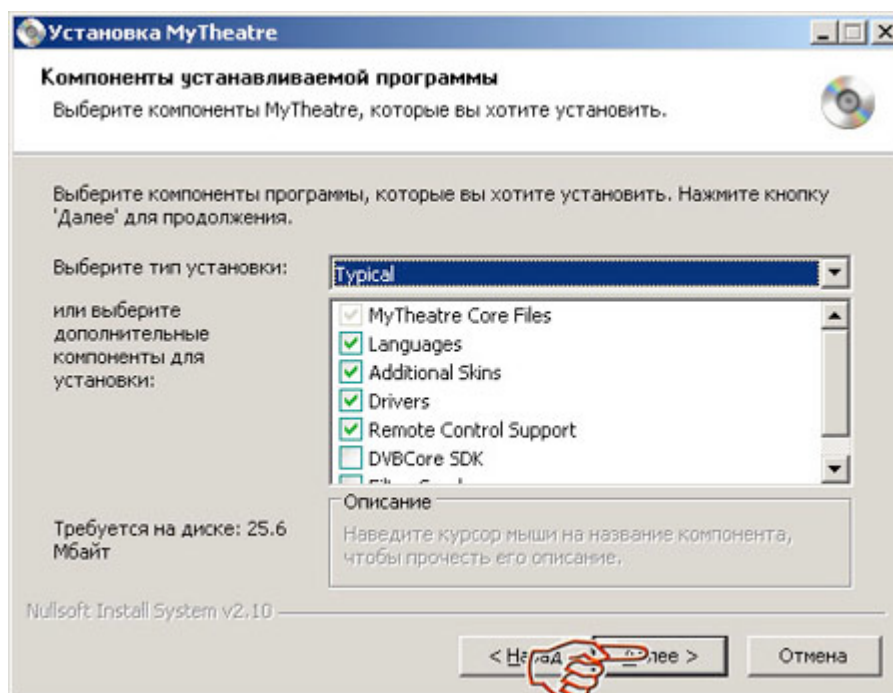 Установка MyTheatre
Компоненты устанавливаемой программы
Выберите компоненты MyTheatre, которые вы хотите установить.
Выберите компоненты программы, которые вы хотите установить. Нажмите кнопку
'Далее' для продолжения.
Выберите тип установки:
Typical
или выберите
дополнительные
компоненты для
установки:
MyTheatre Core Files
Languages
Additional Skins
Drivers
Remote Control Support
DVBCore SDK
Описание
Наведите курсор мыши на название компонента,
чтобы прочесть его описание.
Требуется на диске: 25.6
Мбайт
Nullsoft Install System v2.10
< Назад
Далее >
Отмена